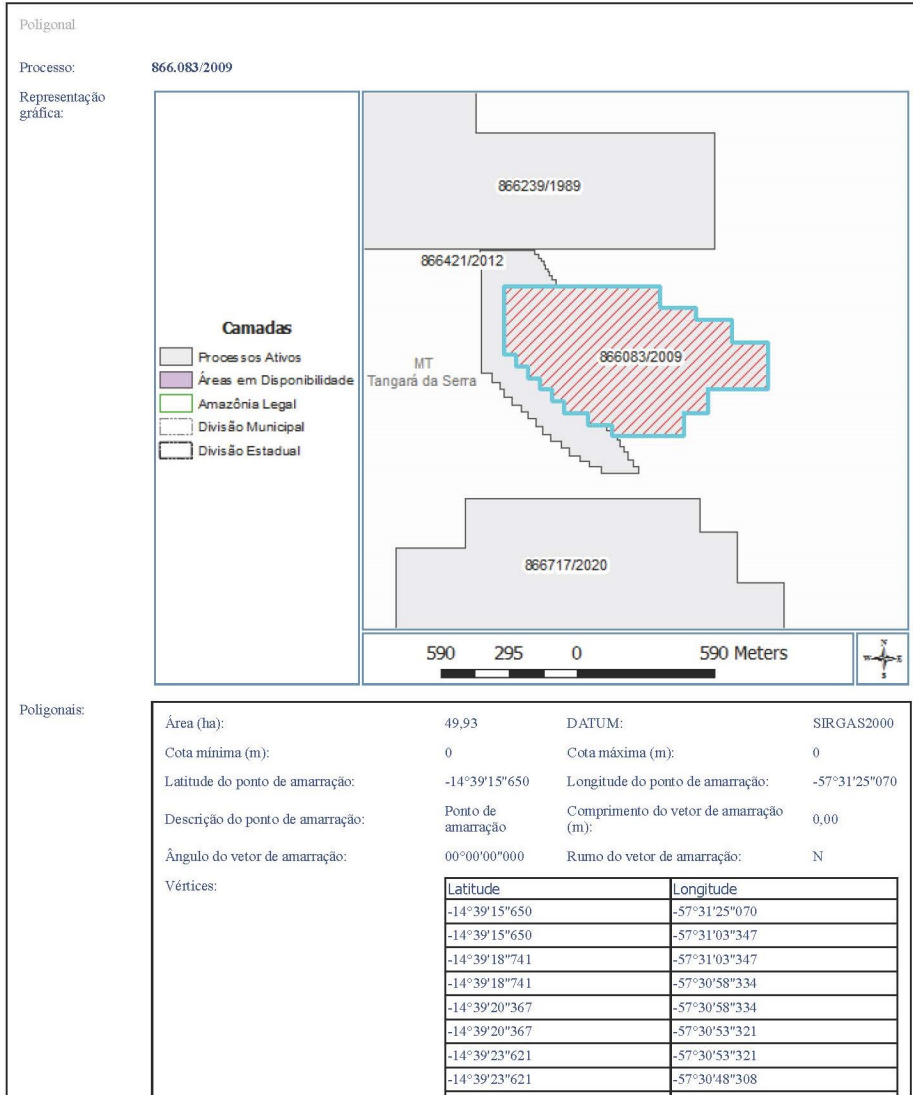 Poligonal
Processo: 866.083/2009
Representação gráfica:
866239/1989
866421/2012
866083/2009
MT
Tangará da Serra
866717/2020
Camadas
Processos Ativos
Áreas em Disponibilidade
Amazônia Legal
Divisão Municipal
Divisão Estadual
590 295 0 590 Meters
N
W E
S
Poligonais:
Área (ha): 49,93 DATUM: SIRGAS2000
Cota mínima (m): 0 Cota máxima (m): 0
Latitude do ponto de amarração: -14°39'15"650 Longitude do ponto de amarração: -57°31'25"070
Descrição do ponto de amarração: Ponto de amarração Comprimento do vetor de amarração (m): 0,00
Ângulo do vetor de amarração: 00°00'00"000 Rumo do vetor de amarração: N
Vértices:
Latitude Longitude
-14°39'15"650 -57°31'25"070
-14°39'15"650 -57°31'03"347
-14°39'18"741 -57°31'03"347
-14°39'18"741 -57°30'58"334
-14°39'20"367 -57°30'58"334
-14°39'20"367 -57°30'53"321
-14°39'23"621 -57°30'53"321
-14°39'23"621 -57°30'48"308